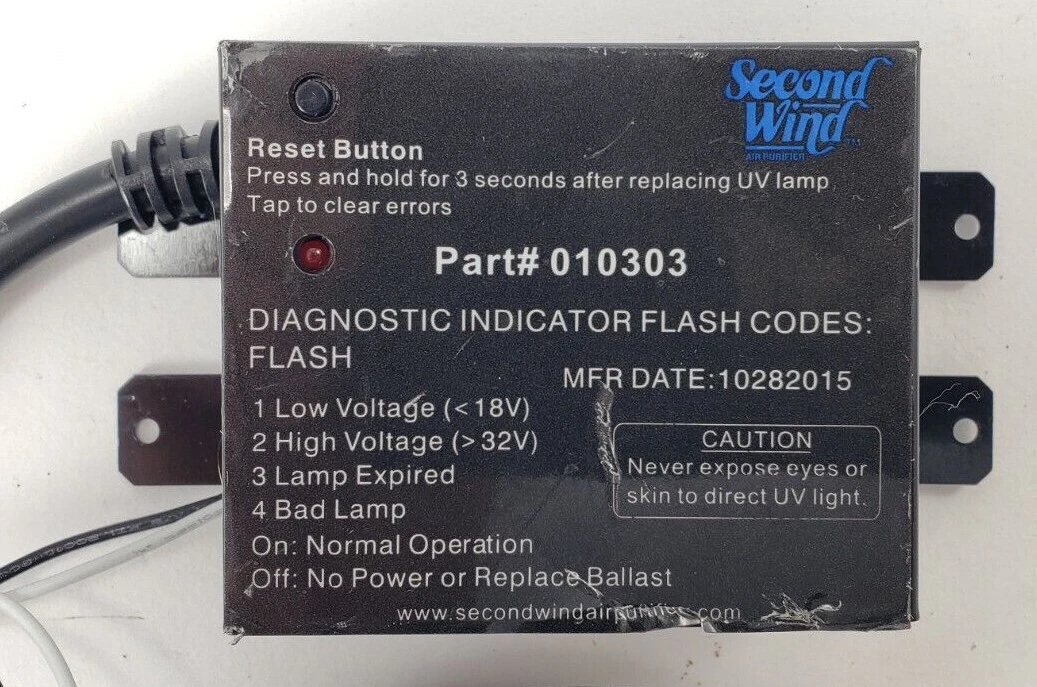 Second
Wind™
AIR PURIFIER
Reset Button
Press and hold for 3 seconds after replacing UV lamp
Tap to clear errors
Part# 010303
DIAGNOSTIC INDICATOR FLASH CODES:
FLASH
MFR DATE:10282015
1 Low Voltage (<18V)
2 High Voltage (>32V)
3 Lamp Expired
4 Bad Lamp
On: Normal Operation
Off: No Power or Replace Ballast
CAUTION
Never expose eyes or
skin to direct UV light.
www.secondwindairpurifier.com